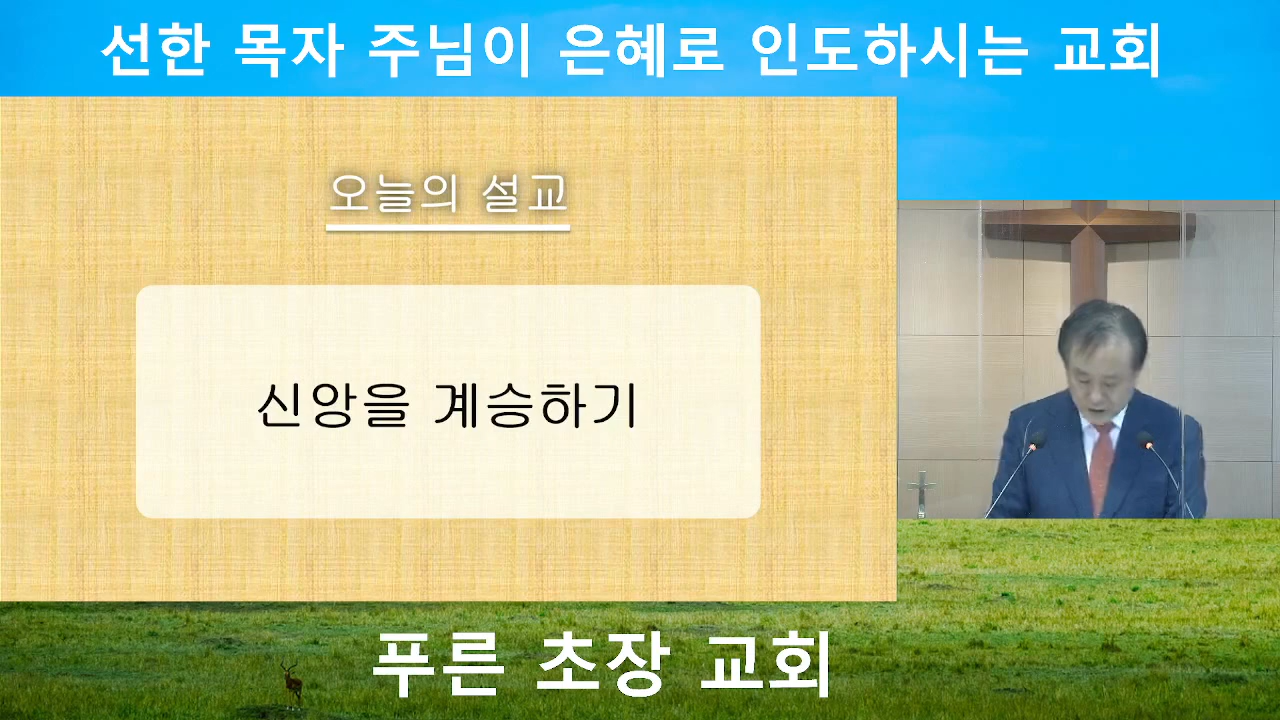 선한 목자 주님이 은혜로 인도하시는 교회
오늘의 설교
신앙을 계승하기
푸른 초장 교회